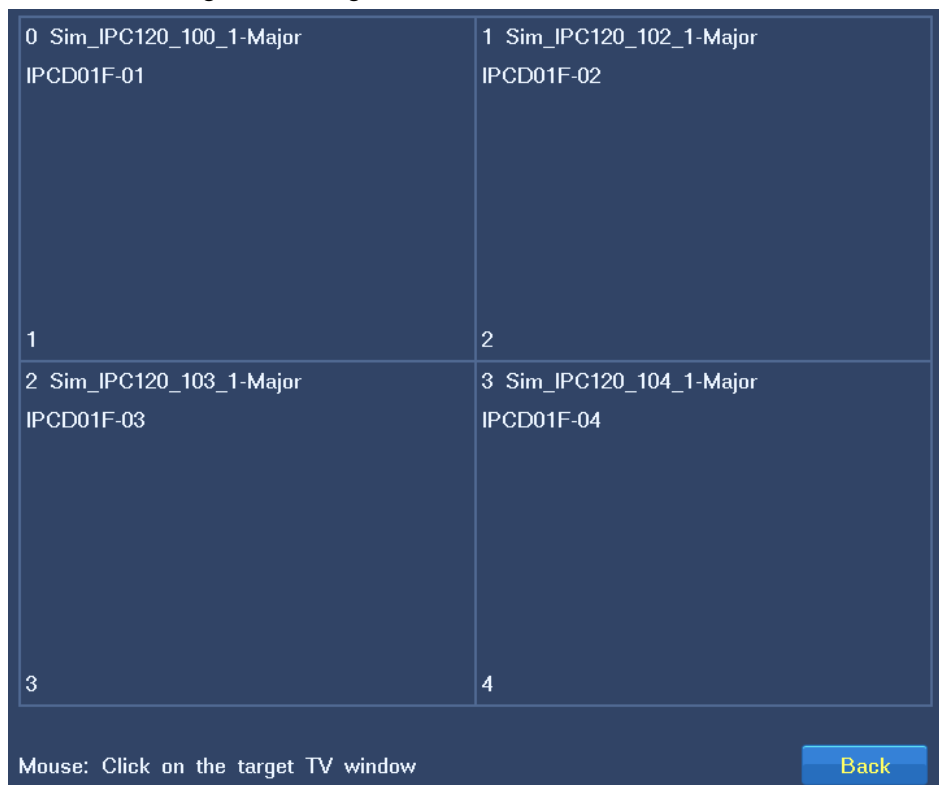 0 Sim_IPC120_100_1-Major
IPCD01F-01
1
1 Sim_IPC120_102_1-Major
IPCD01F-02
2
2 Sim_IPC120_103_1-Major
IPCD01F-03
3
3 Sim_IPC120_104_1-Major
IPCD01F-04
4
Mouse: Click on the target TV window
Back